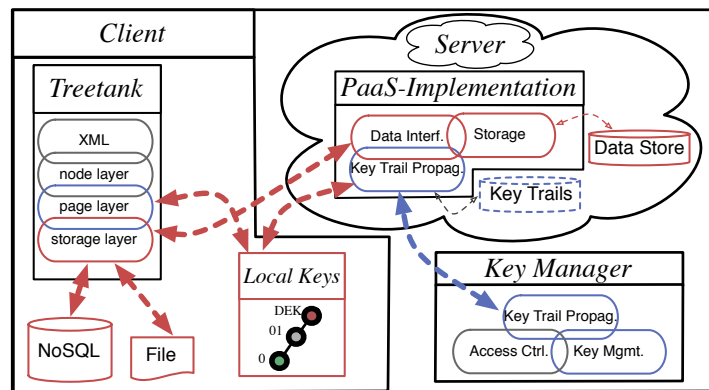 Client
Server
Treetank
PaaS-Implementation
XML
node layer
page layer
storage layer
Data Interf.
Storage
Key Trail Propag.
Data Store
Key Trails
Local Keys
DEK
01
0
NoSQL
File
Key Manager
Key Trail Propag.
Access Ctrl.
Key Mgmt.